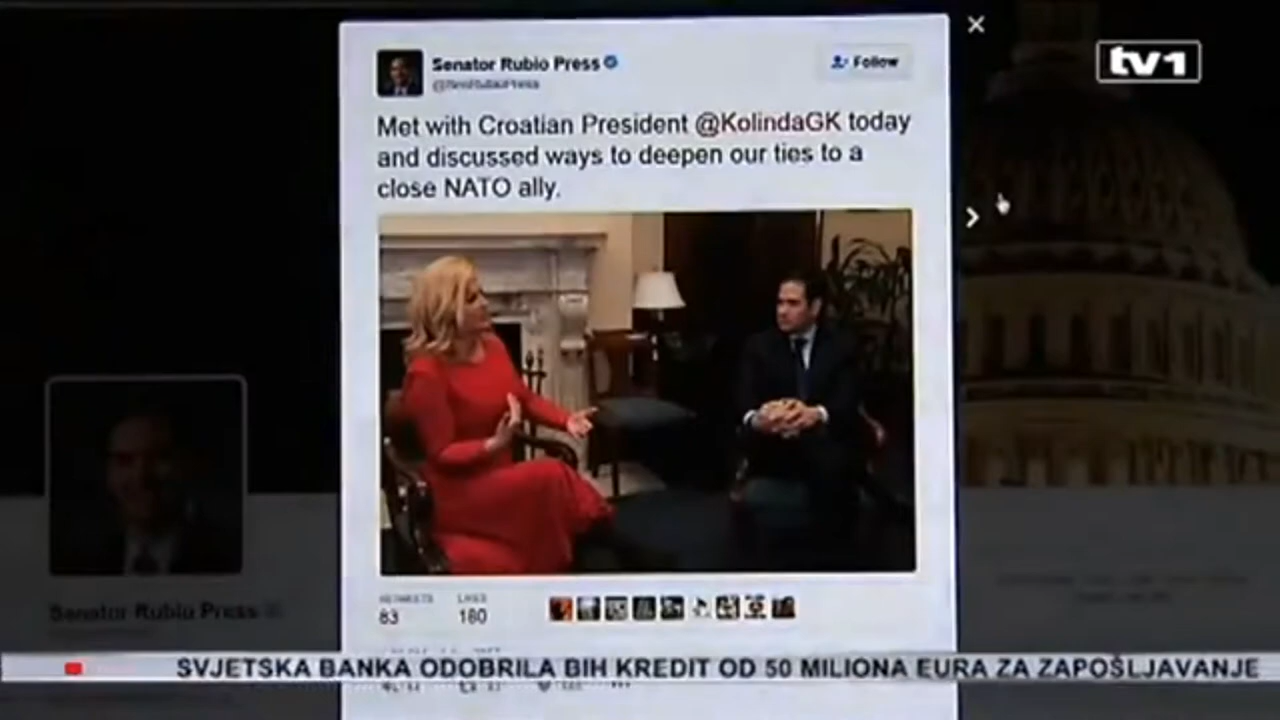 tv1
Senator Rubio Press
Follow
Met with Croatian President @KolindaGK today
and discussed ways to deepen our ties to a
close NATO ally.
RETWEETS LIKES
83 180
Senator Rubio Press
SVJETSKA BANKA ODOBRILA BIH KREDIT OD 50 MILIONA EURA ZA ZAPOŠLJAVANJE